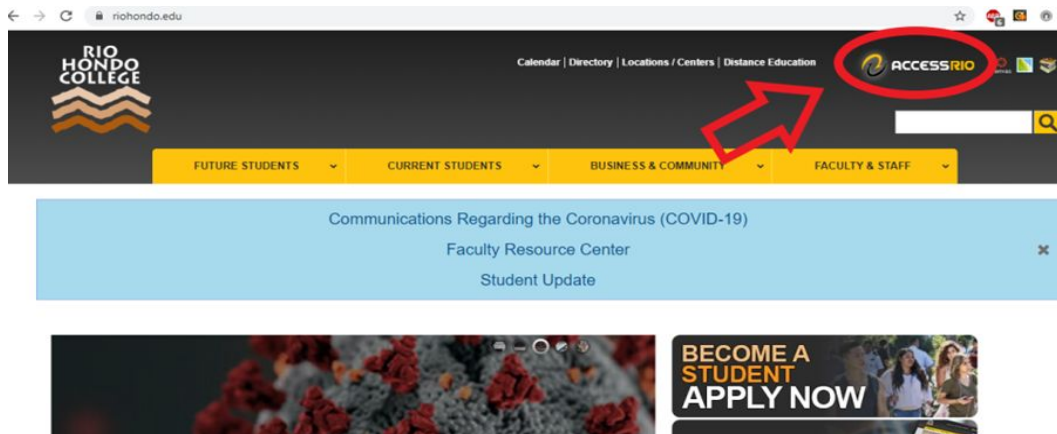 riohondo.edu
RIO
HONDO
COLLEGE
Calendar | Directory | Locations / Centers | Distance Education
ACCESSRIO
FUTURE STUDENTS
CURRENT STUDENTS
BUSINESS & COMMUNITY
FACULTY & STAFF
Communications Regarding the Coronavirus (COVID-19)
Faculty Resource Center
Student Update
BECOME A
STUDENT
APPLY NOW